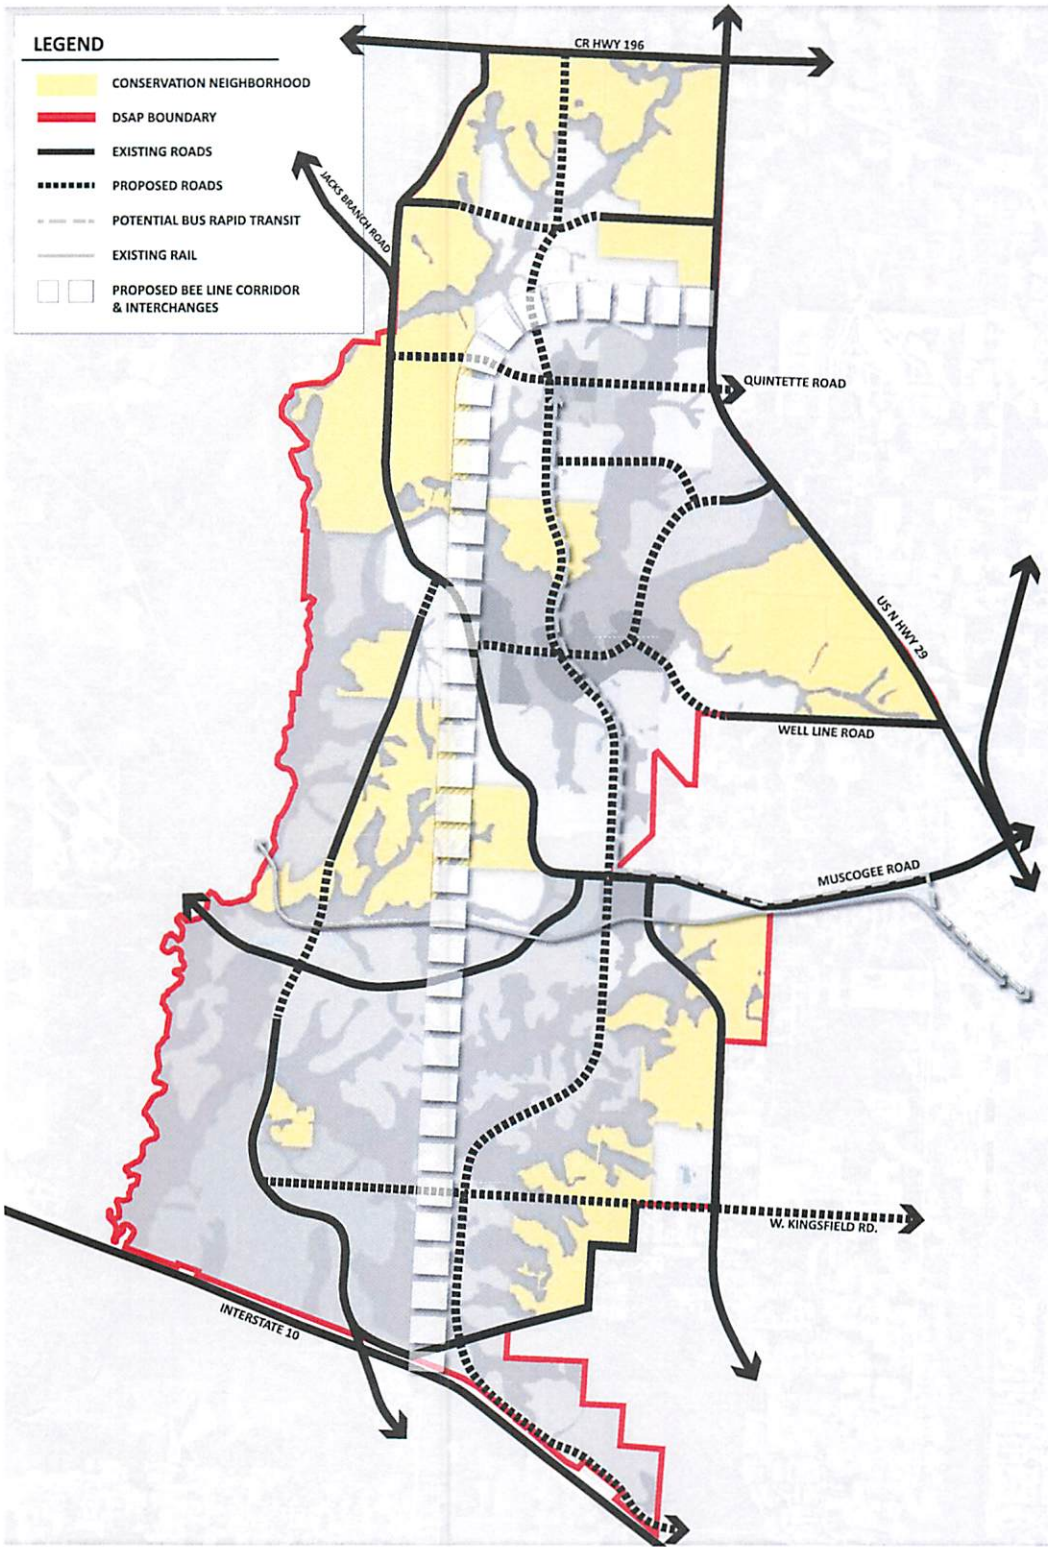 LEGEND
CONSERVATION NEIGHBORHOOD
DSAP BOUNDARY
EXISTING ROADS
PROPOSED ROADS
POTENTIAL BUS RAPID TRANSIT
EXISTING RAIL
PROPOSED BEE LINE CORRIDOR
& INTERCHANGES
CR HWY 196
JACKS BRANCH ROAD
QUINTETTE ROAD
US N HWY 29
WELL LINE ROAD
MUSCOGEE ROAD
W. KINGSFIELD RD.
INTERSTATE 10